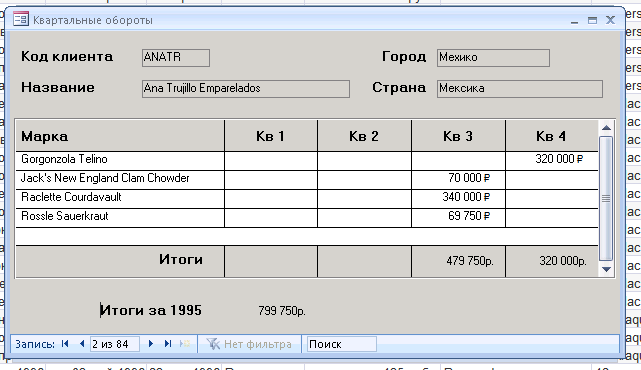 Квартальные обороты
Код клиента ANATR Город Мехико
Название Ana Trujillo Emparelados Страна Мексика
Марка Кв 1 Кв 2 Кв 3 Кв 4
Gorgonzola Telino 320 000 ₽
Jack's New England Clam Chowder 70 000 ₽
Raclette Courdavault 340 000 ₽
Rossle Sauerkraut 69 750 ₽
Итоги 479 750р. 320 000р.
Итоги за 1995 799 750р.
Запись: 2 из 84 Нет фильтра Поиск